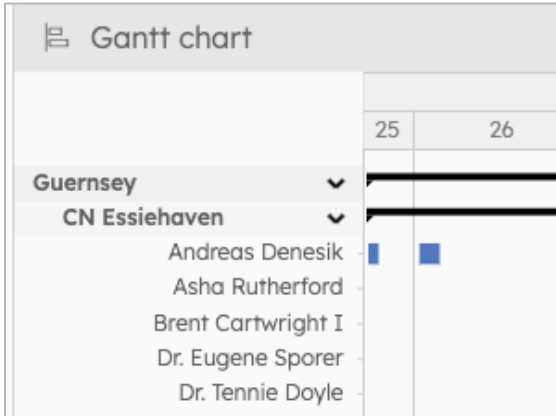 Gantt chart
25 26
Guernsey
CN Essiehaven
Andreas Denesik
Asha Rutherford
Brent Cartwright I
Dr. Eugene Sporer
Dr. Tennie Doyle